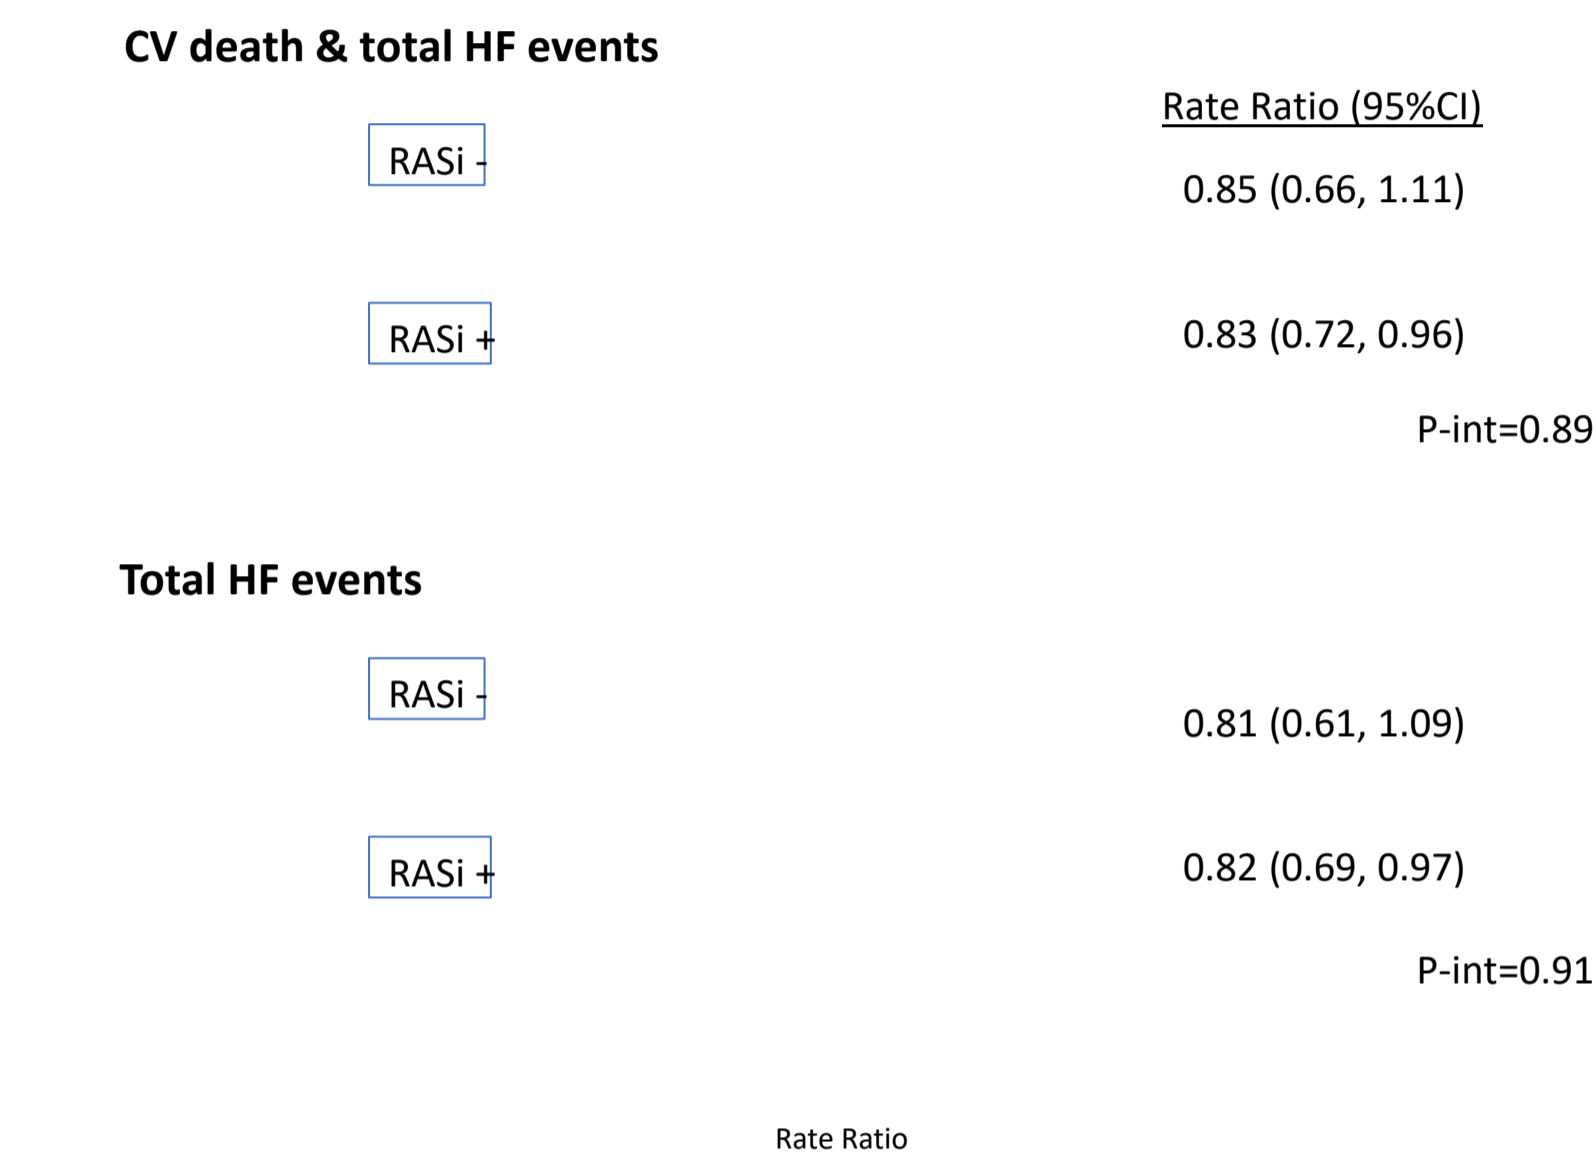 CV death & total HF events
Rate Ratio (95%CI)
RASi -
0.85 (0.66, 1.11)
RASi +
0.83 (0.72, 0.96)
P-int=0.89
Total HF events
RASi -
0.81 (0.61, 1.09)
RASi +
0.82 (0.69, 0.97)
P-int=0.91
Rate Ratio